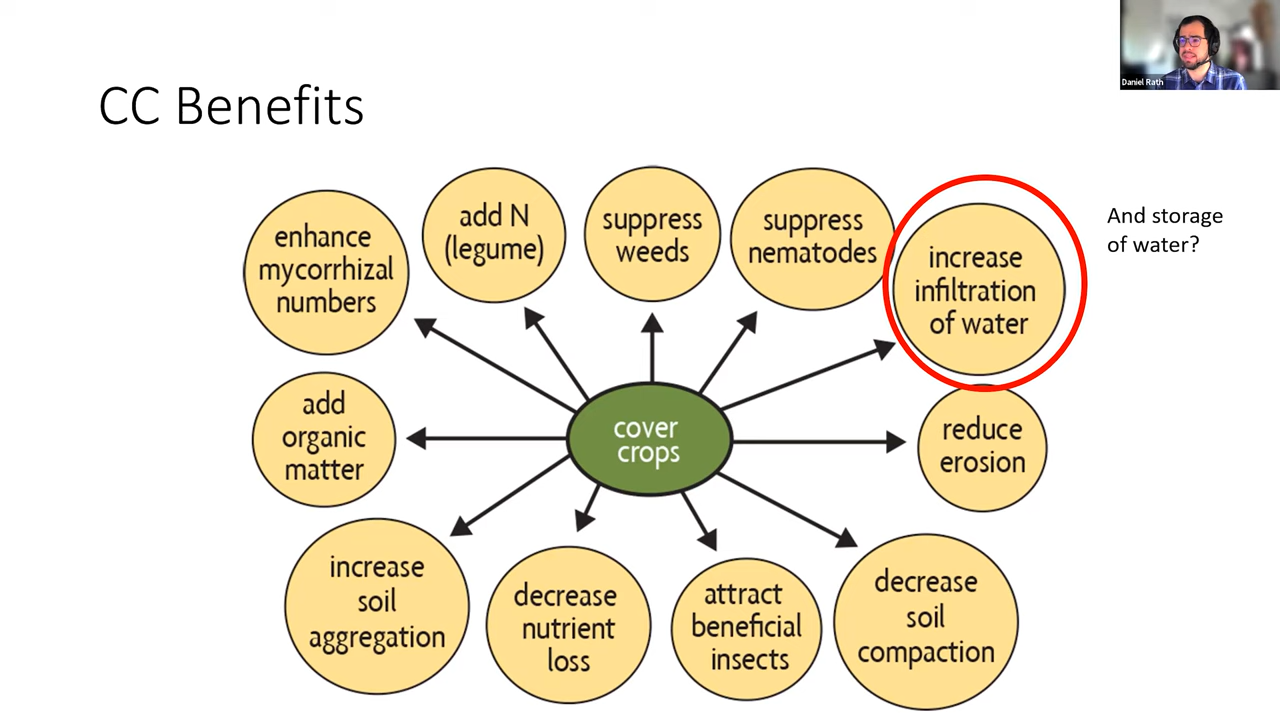 Daniel Rath
CC Benefits
enhance
mycorrhizal
numbers
add N
(legume)
suppress
weeds
suppress
nematodes
increase
infiltration
of water
And storage
of water?
add
organic
matter
cover
crops
reduce
erosion
increase
soil
aggregation
decrease
nutrient
loss
attract
beneficial
insects
decrease
soil
compaction